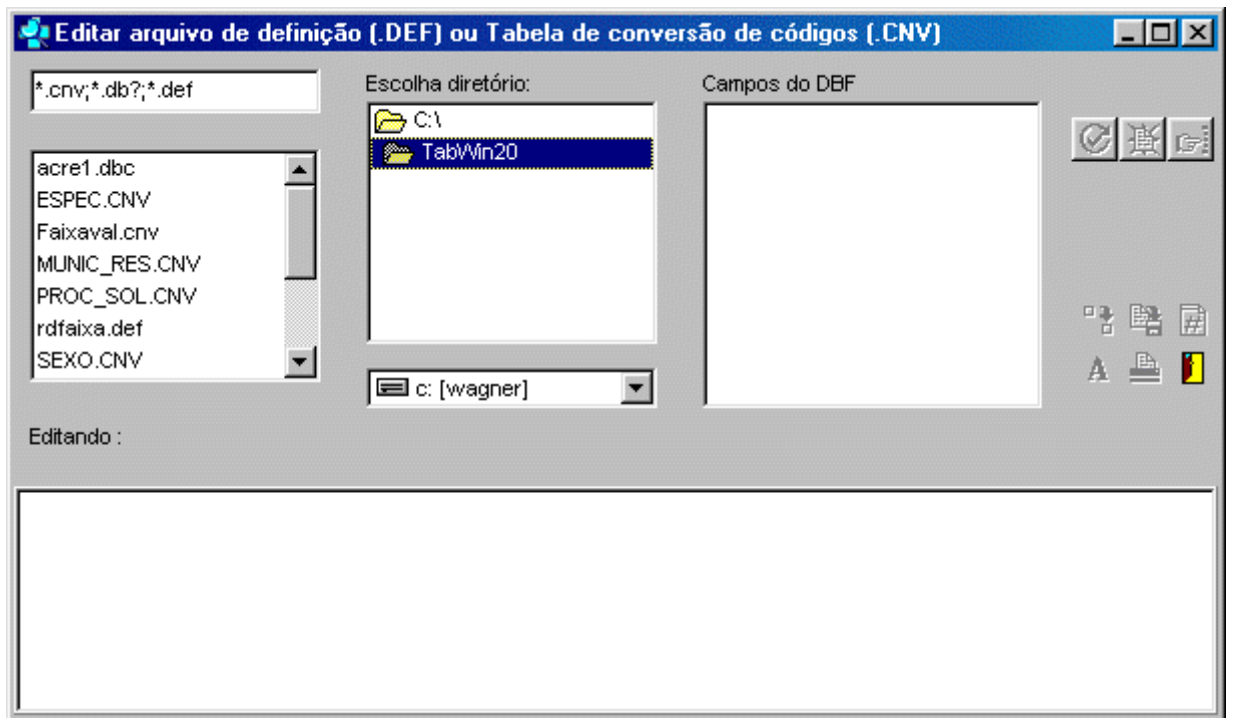 Editar arquivo de definição (.DEF) ou Tabela de conversão de códigos (.CNV)
*.cnv;*.db?;*.def
acre1.dbc
ESPEC.CNV
Faixaval.cnv
MUNIC_RES.CNV
PROC_SOL.CNV
rdfaixa.def
SEXO.CNV
Escolha diretório:
C:\
TabWin20
c: [wagner]
Campos do DBF
#
A
Editando :